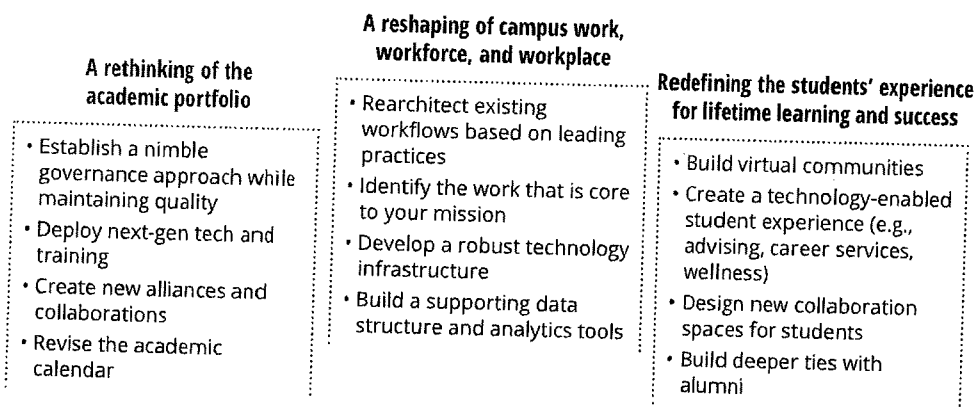 A rethinking of the
academic portfolio
• Establish a nimble
governance approach while
maintaining quality
• Deploy next-gen tech and
training
• Create new alliances and
collaborations
• Revise the academic
calendar
A reshaping of campus work,
workforce, and workplace
• Rearchitect existing
workflows based on leading
practices
• Identify the work that is core
to your mission
• Develop a robust technology
infrastructure
• Build a supporting data
structure and analytics tools
Redefining the students’ experience
for lifetime learning and success
• Build virtual communities
• Create a technology-enabled
student experience (e.g.,
advising, career services,
wellness)
• Design new collaboration
spaces for students
• Build deeper ties with
alumni